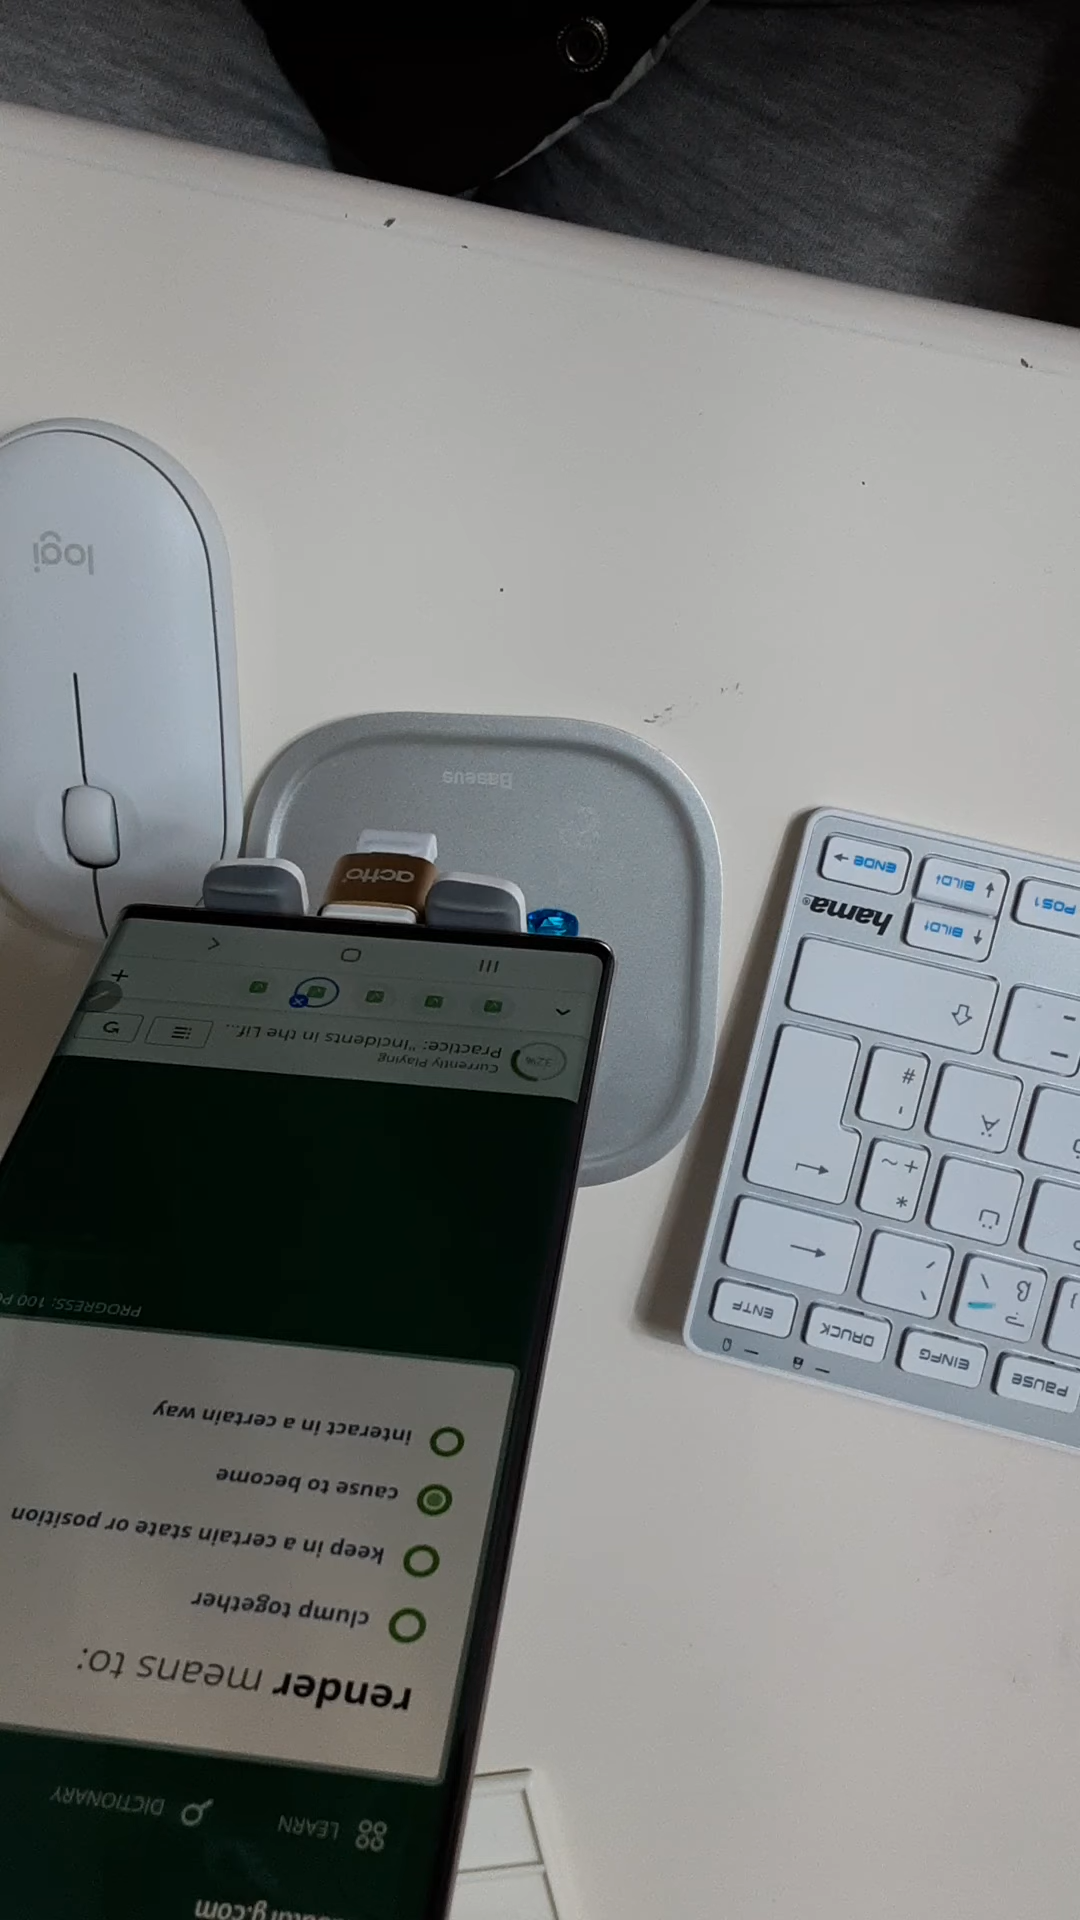 LEARN
DICTIONARY
render means to:
clump together
keep in a certain state or position
cause to become
interact in a certain way
PROGRESS: 100
32%
Currently Playing
Practice: "Incidents in the Lif...
acttō
Baseus
logi
hama®
PAUSE
EINFG
DRUCK
ENTF
ß
?
\
´
`
Ü
*
+ ~
Ä
#
'
-
POS1
BILD↓
BILD↑
ENDE